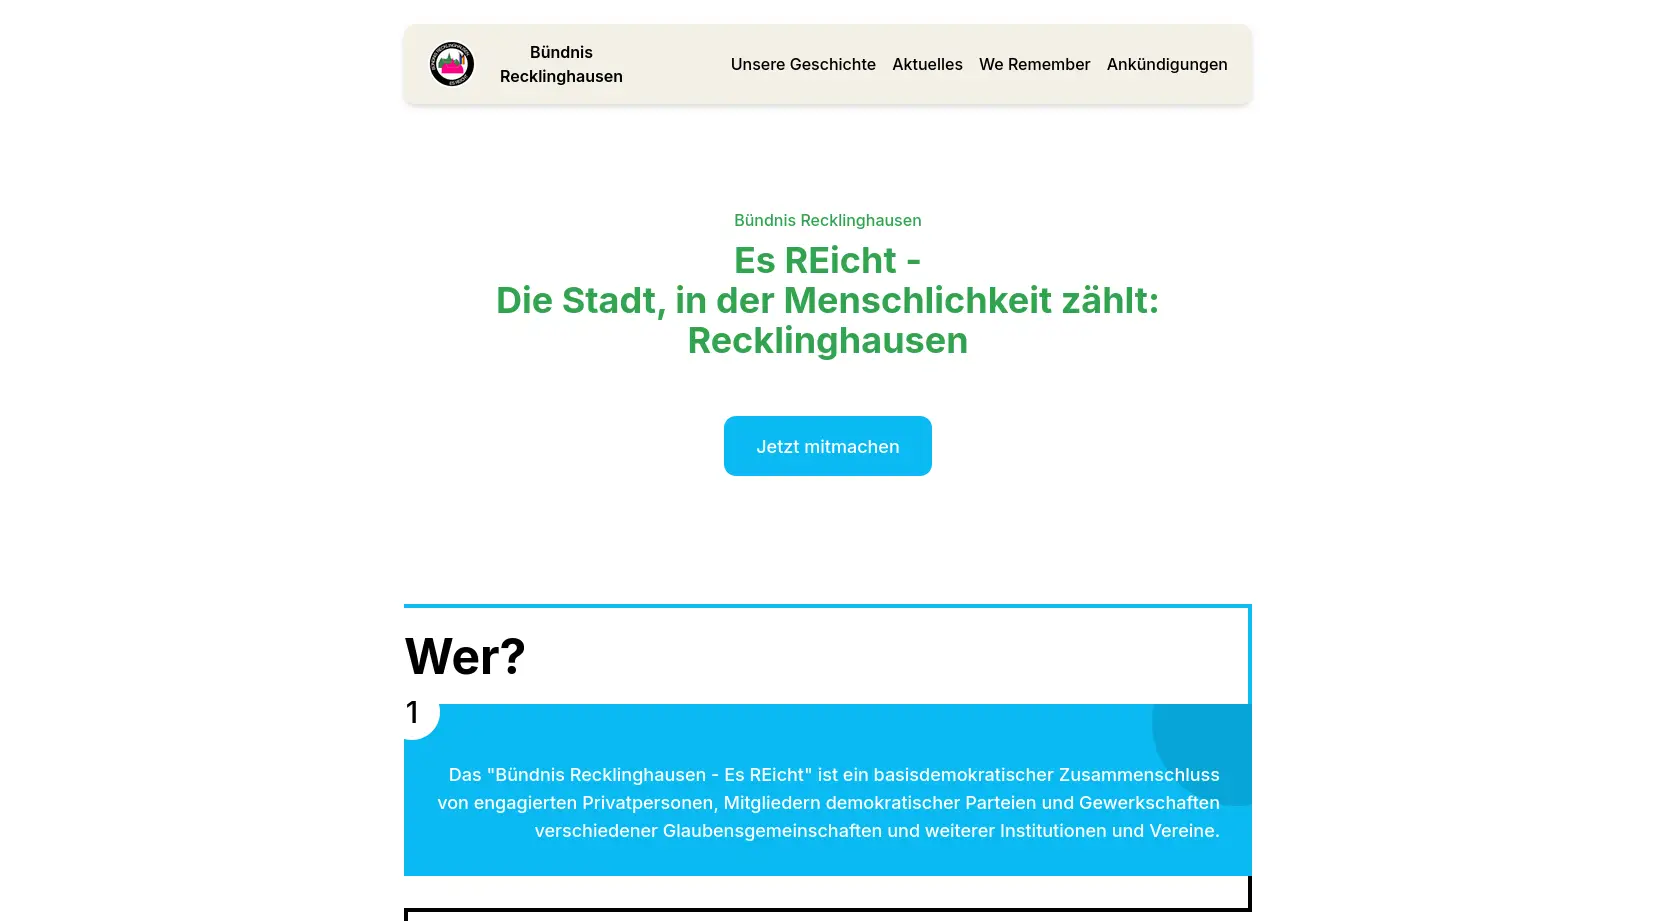 Bündnis
Recklinghausen
Unsere Geschichte
Aktuelles
We Remember
Ankündigungen
Bündnis Recklinghausen
Es REicht -
Die Stadt, in der Menschlichkeit zählt:
Recklinghausen
Jetzt mitmachen
Wer?
1
Das "Bündnis Recklinghausen - Es REicht" ist ein basisdemokratischer Zusammenschluss
von engagierten Privatpersonen, Mitgliedern demokratischer Parteien und Gewerkschaften
verschiedener Glaubensgemeinschaften und weiterer Institutionen und Vereine.